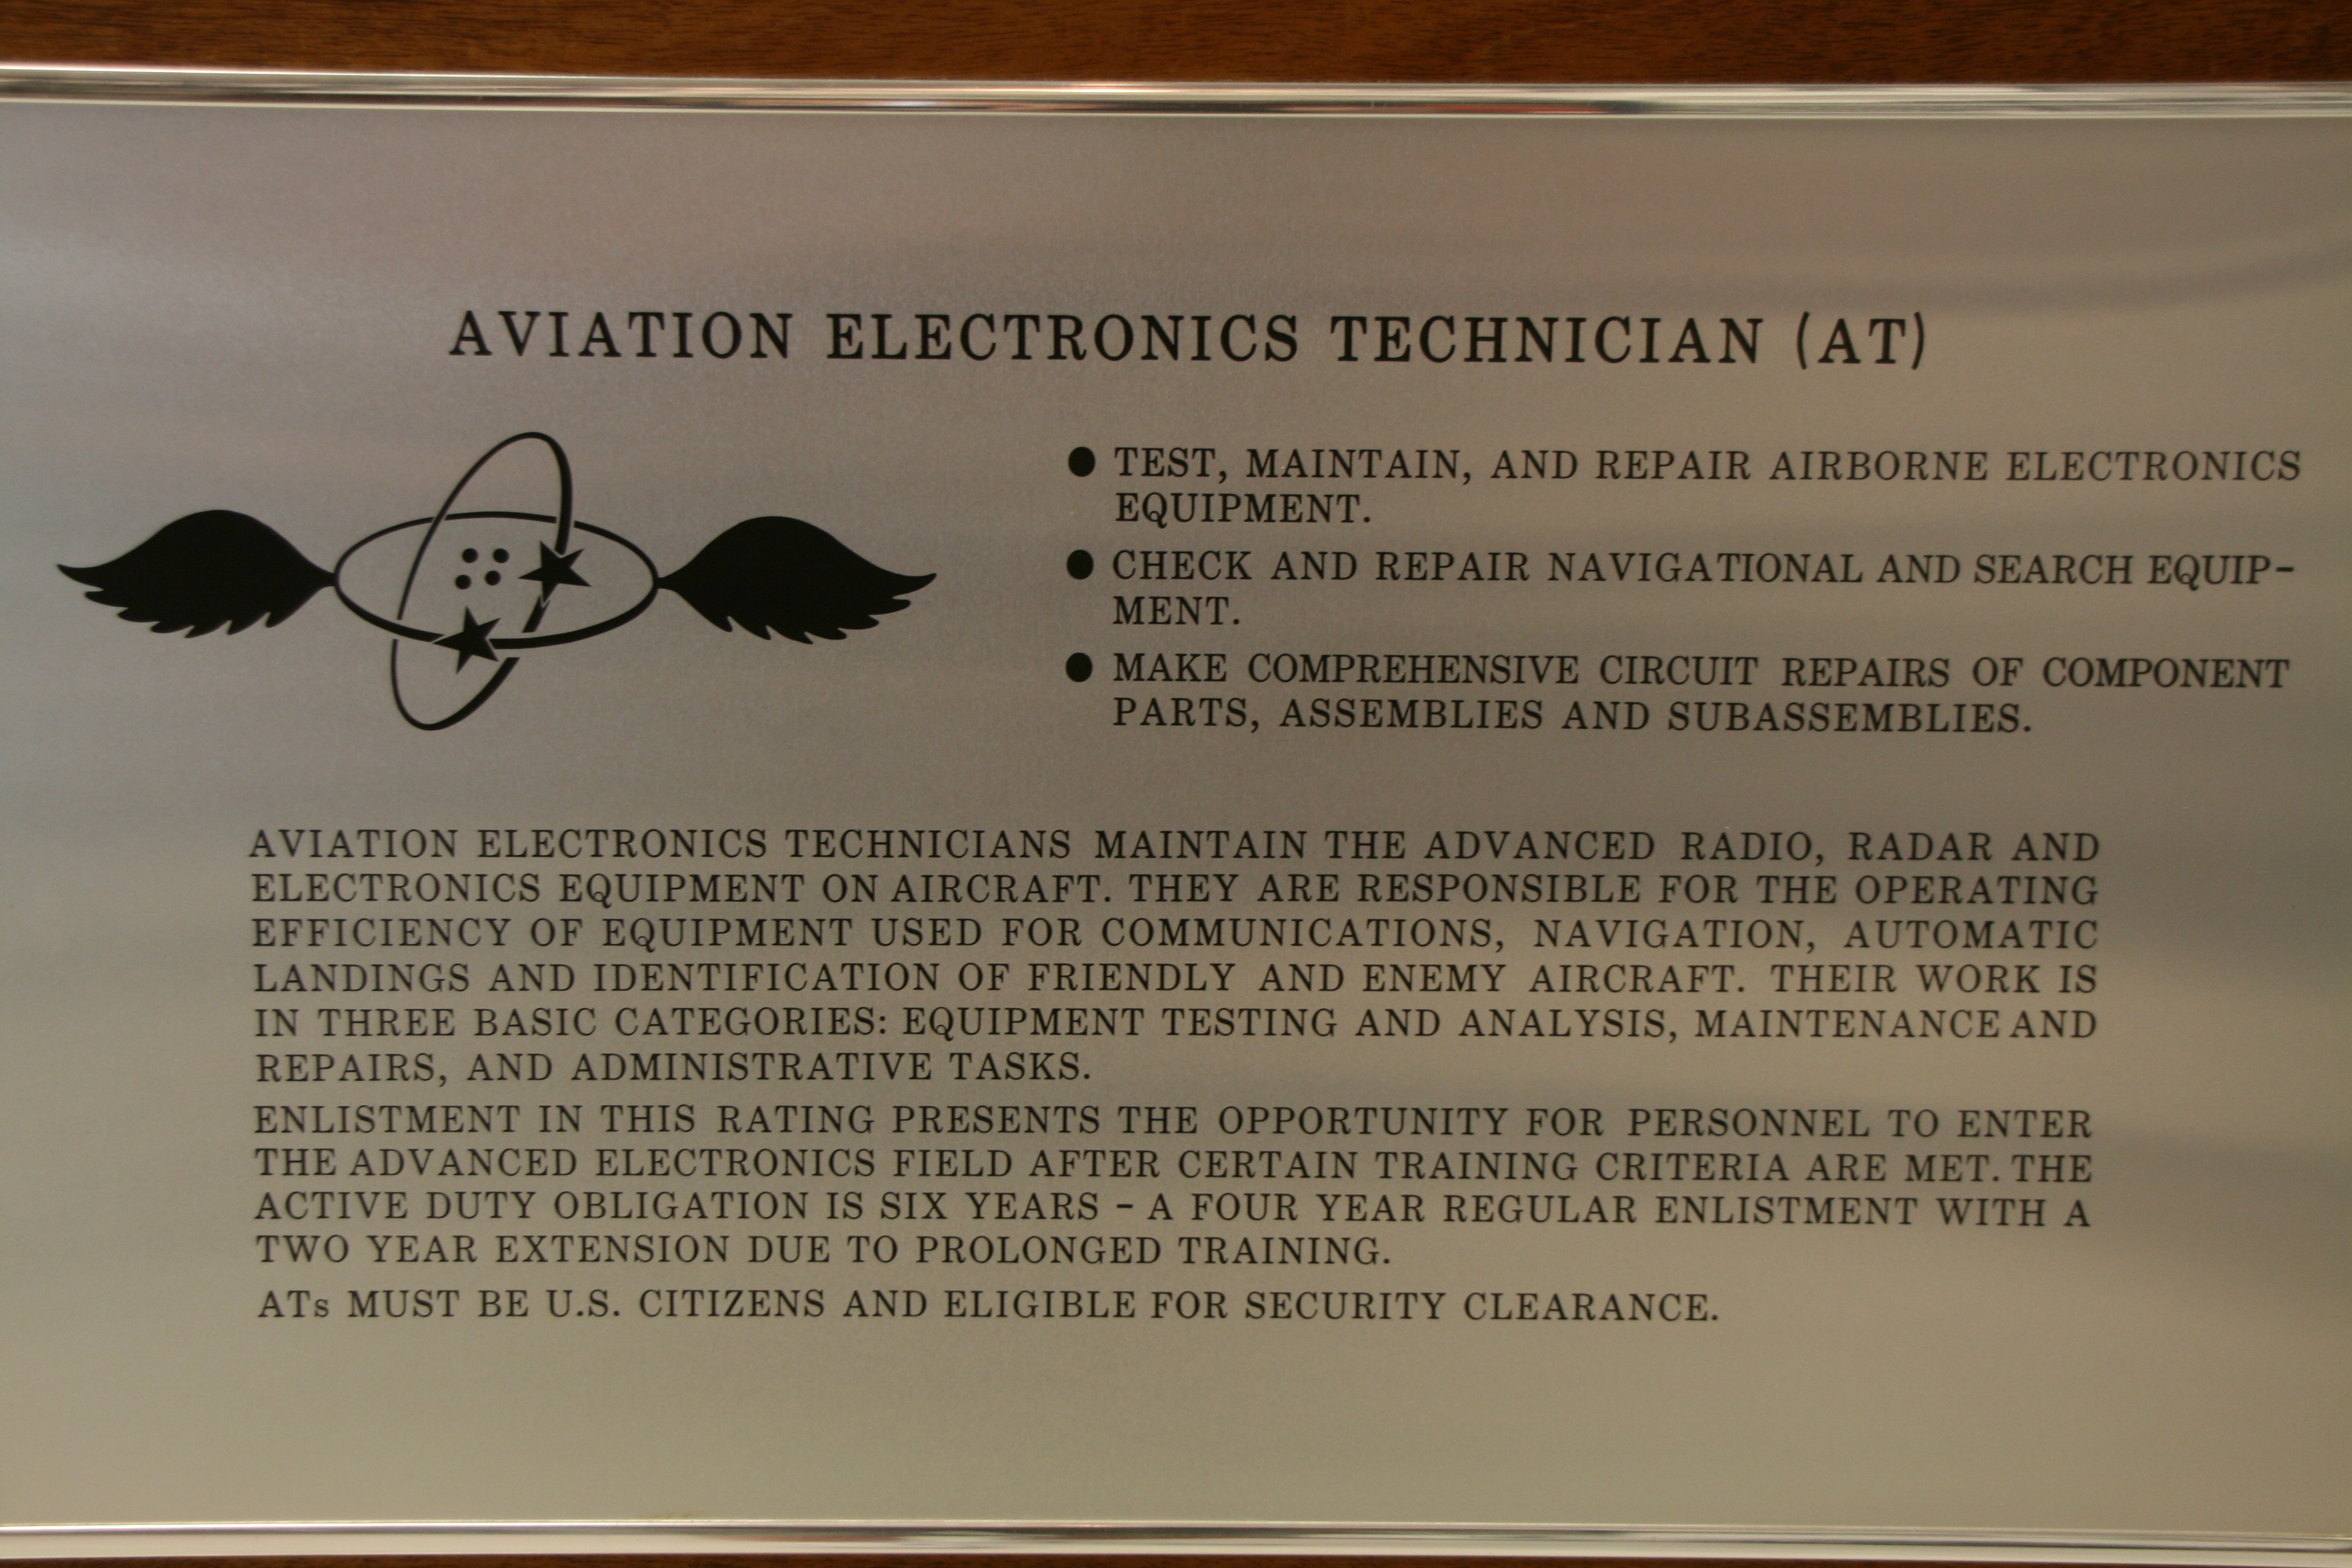 AVIATION ELECTRONICS TECHNICIAN (AT)
● TEST, MAINTAIN, AND REPAIR AIRBORNE ELECTRONICS
EQUIPMENT.
● CHECK AND REPAIR NAVIGATIONAL AND SEARCH EQUIP-
MENT.
● MAKE COMPREHENSIVE CIRCUIT REPAIRS OF COMPONENT
PARTS, ASSEMBLIES AND SUBASSEMBLIES.
AVIATION ELECTRONICS TECHNICIANS MAINTAIN THE ADVANCED RADIO, RADAR AND
ELECTRONICS EQUIPMENT ON AIRCRAFT. THEY ARE RESPONSIBLE FOR THE OPERATING
EFFICIENCY OF EQUIPMENT USED FOR COMMUNICATIONS, NAVIGATION, AUTOMATIC
LANDINGS AND IDENTIFICATION OF FRIENDLY AND ENEMY AIRCRAFT. THEIR WORK IS
IN THREE BASIC CATEGORIES: EQUIPMENT TESTING AND ANALYSIS, MAINTENANCE AND
REPAIRS, AND ADMINISTRATIVE TASKS.
ENLISTMENT IN THIS RATING PRESENTS THE OPPORTUNITY FOR PERSONNEL TO ENTER
THE ADVANCED ELECTRONICS FIELD AFTER CERTAIN TRAINING CRITERIA ARE MET. THE
ACTIVE DUTY OBLIGATION IS SIX YEARS – A FOUR YEAR REGULAR ENLISTMENT WITH A
TWO YEAR EXTENSION DUE TO PROLONGED TRAINING.
ATs MUST BE U.S. CITIZENS AND ELIGIBLE FOR SECURITY CLEARANCE.